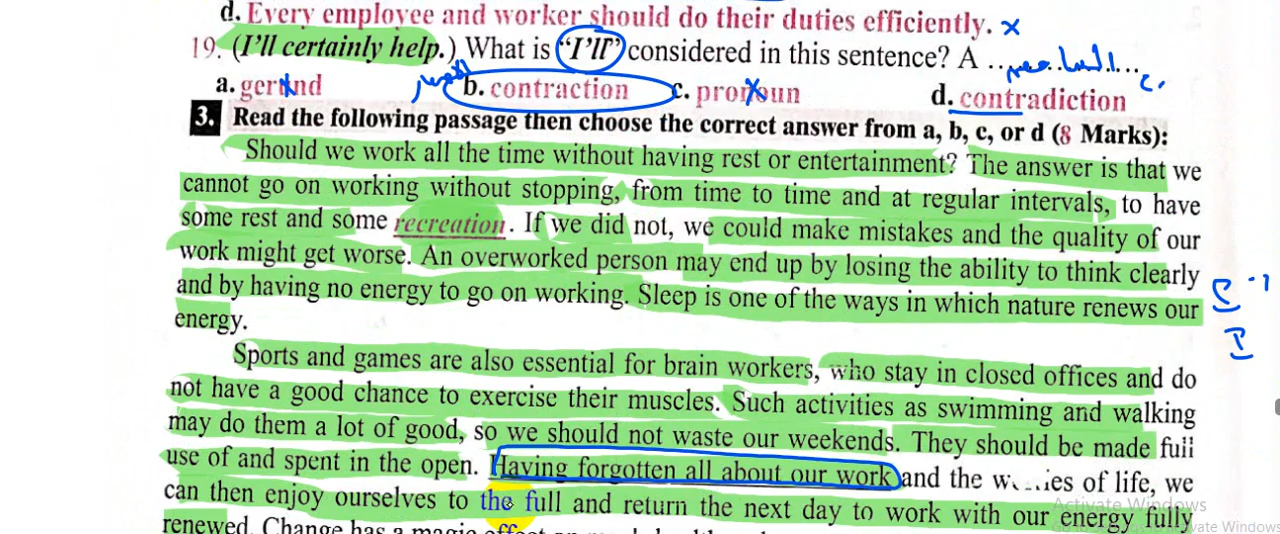 d. Every employee and worker should do their duties efficiently. x
19. (I'll certainly help.) What is "I'll" considered in this sentence? A ...........
a. gerund b. contraction c. pronoun d. contradiction
3. Read the following passage then choose the correct answer from a, b, c, or d (8 Marks):
Should we work all the time without having rest or entertainment? The answer is that we
cannot go on working without stopping, from time to time and at regular intervals, to have
some rest and some recreation. If we did not, we could make mistakes and the quality of our
work might get worse. An overworked person may end up by losing the ability to think clearly
and by having no energy to go on working. Sleep is one of the ways in which nature renews our
energy.
Sports and games are also essential for brain workers, who stay in closed offices and do
not have a good chance to exercise their muscles. Such activities as swimming and walking
may do them a lot of good, so we should not waste our weekends. They should be made full
use of and spent in the open. Having forgotten all about our work and the of life, we
can then enjoy ourselves to the full and return the next day to work with our energy fully
renewed. Change has a magic
Activate Windows